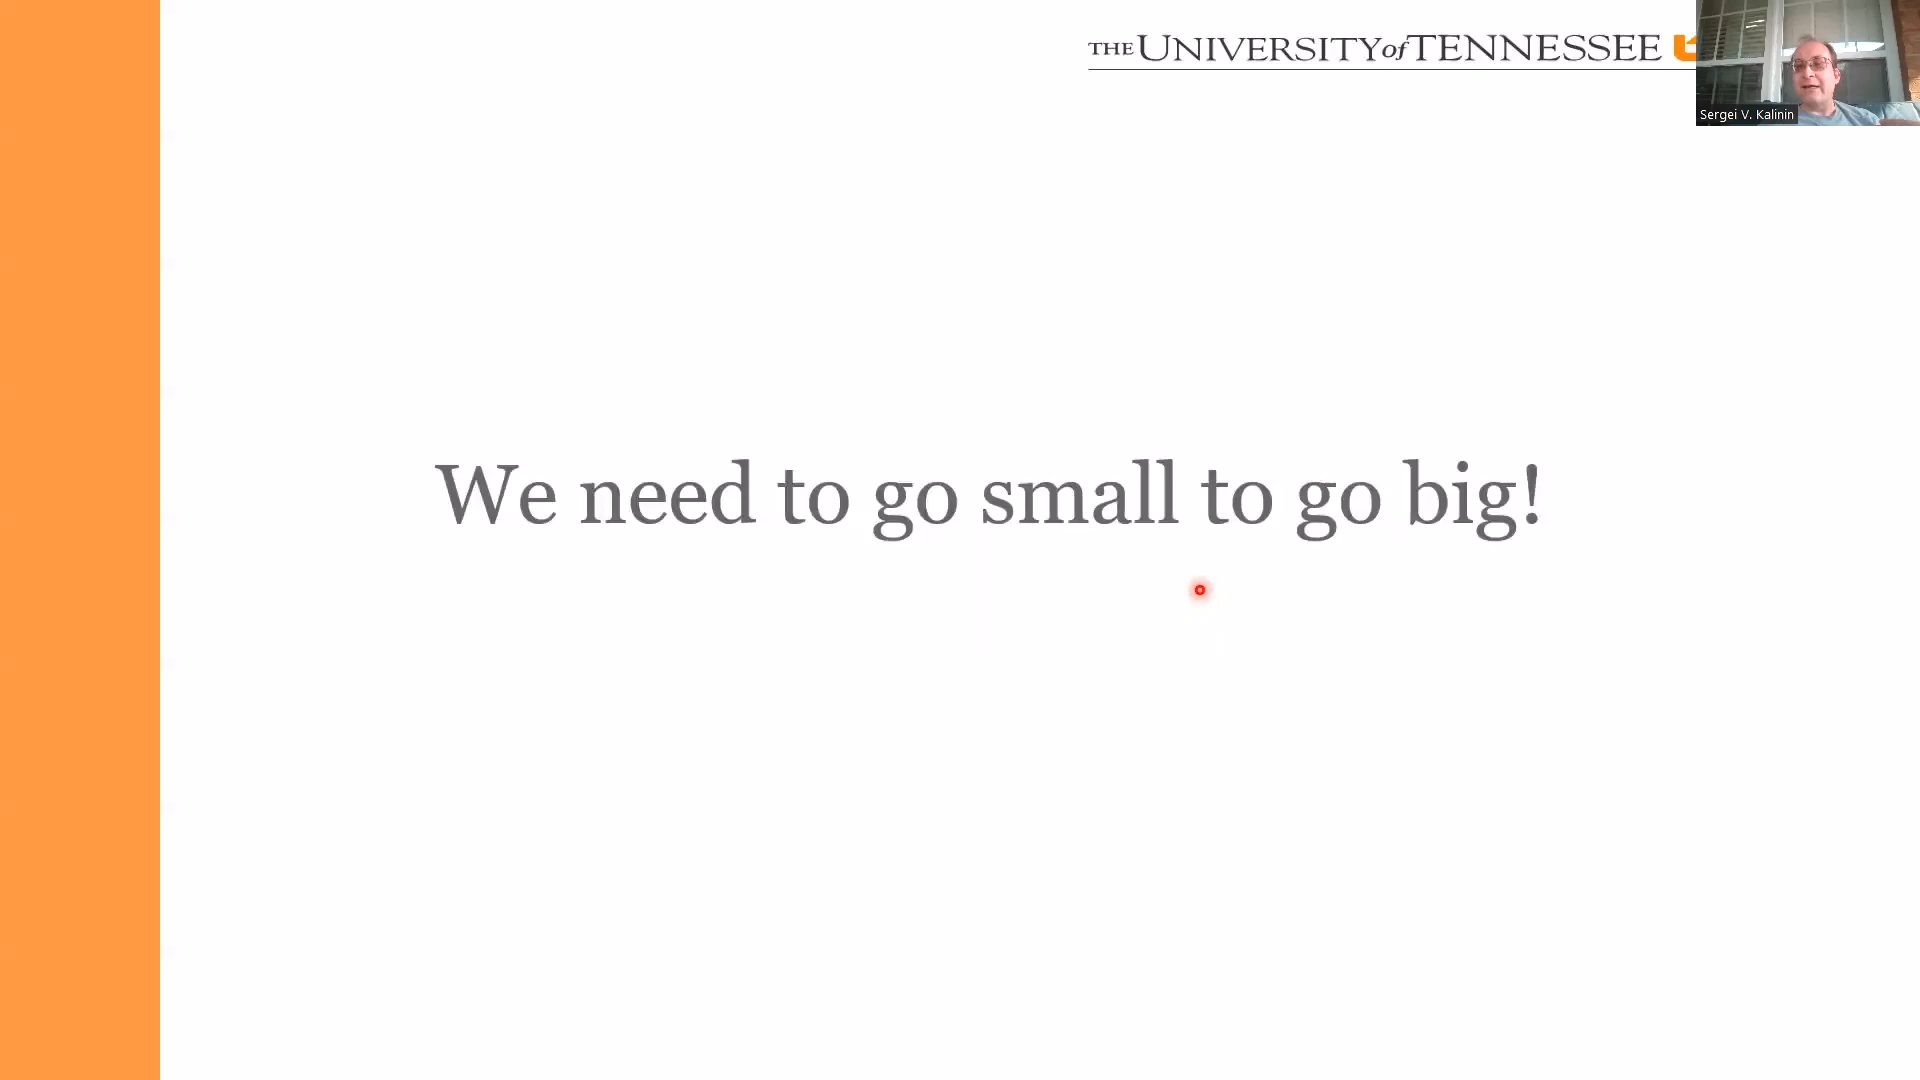 THE UNIVERSITY of TENNESSEE
Sergei V. Kalinin
We need to go small to go big!